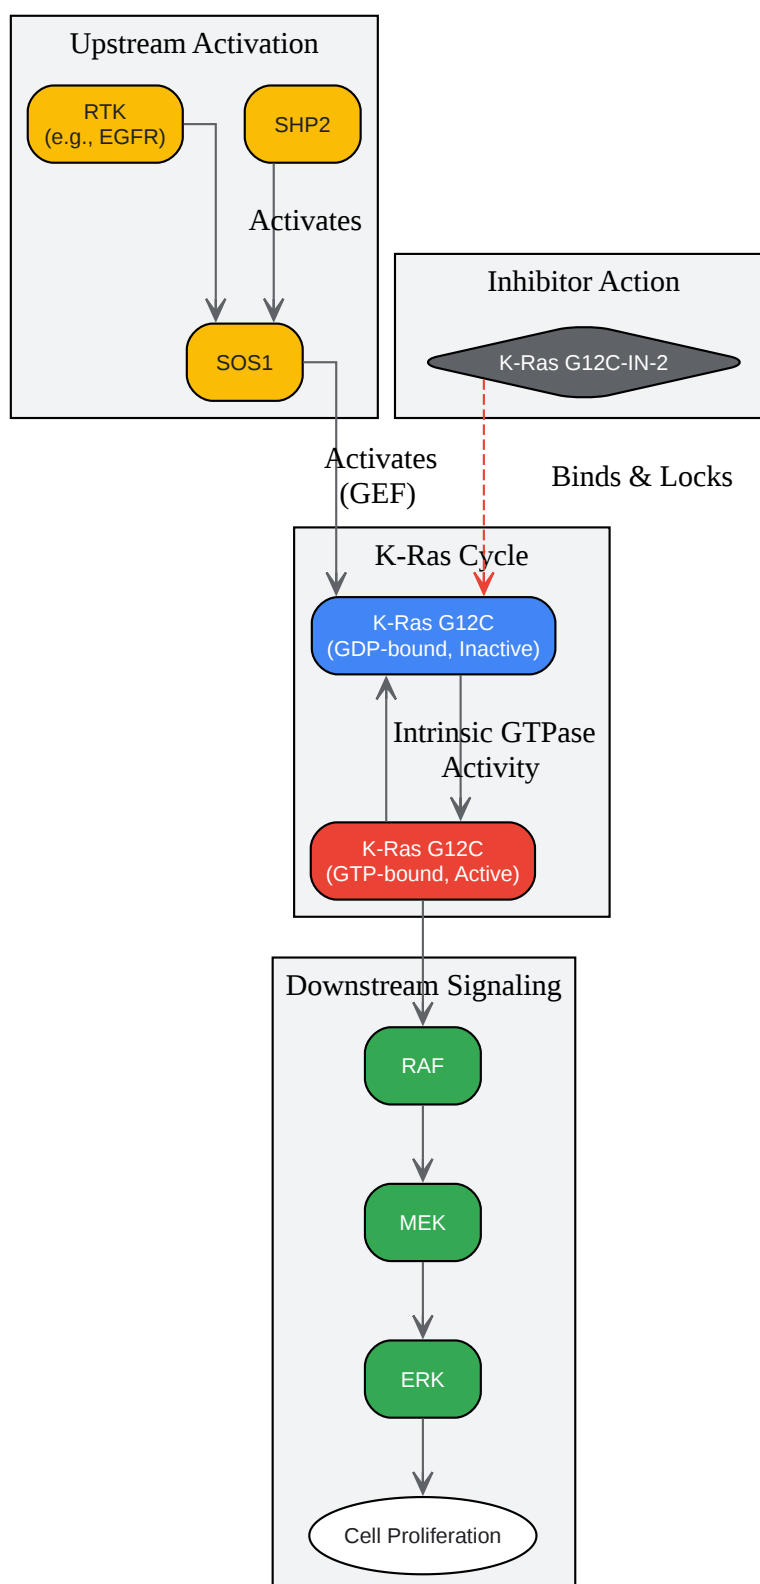 Upstream Activation
RTK
(e.g., EGFR)
SHP2
Activates
SOS1
Inhibitor Action
K-Ras G12C-IN-2
Activates
(GEF)
Binds & Locks
K-Ras Cycle
K-Ras G12C
(GDP-bound, Inactive)
Intrinsic GTPase
Activity
K-Ras G12C
(GTP-bound, Active)
Downstream Signaling
RAF
MEK
ERK
Cell Proliferation